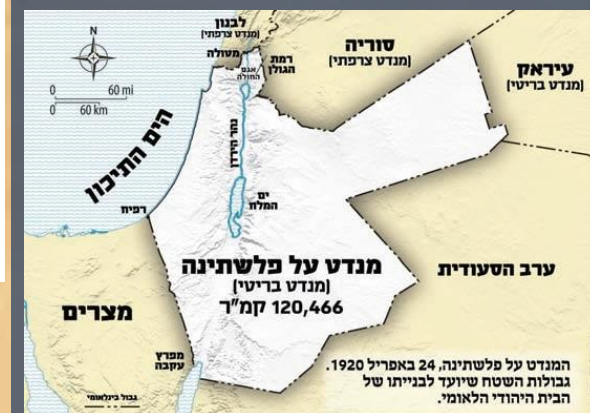 N
0 60 mi
0 60 km
לבנון
(מנדט צרפתי)
מטולה
אגם
החולה
רמת
הגולן
סוריה
(מנדט צרפתי)
עיראק
(מנדט בריטי)
הים התיכון
נהר הירדן
ים
המלח
רפיח
מנדט על פלשתינה
(מנדט בריטי)
120,466 קמ"ר
ערב הסעודית
מצרים
מפרץ
עקבה
גבול בינלאומי
המנדט על פלשתינה, 24 באפריל 1920.
גבולות השטח שיועד לבנייתו של
הבית היהודי הלאומי.